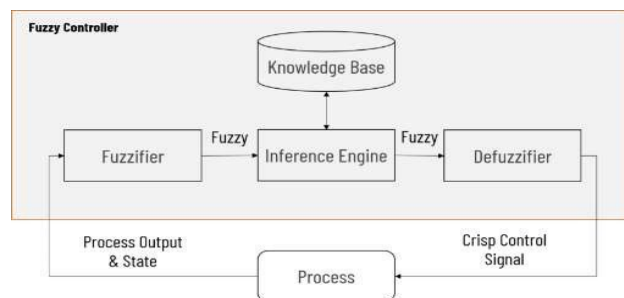 Fuzzy Controller
Knowledge Base
Fuzzy
Fuzzy
Fuzzifier
Inference Engine
Defuzzifier
Process Output
& State
Crisp Control
Signal
Process